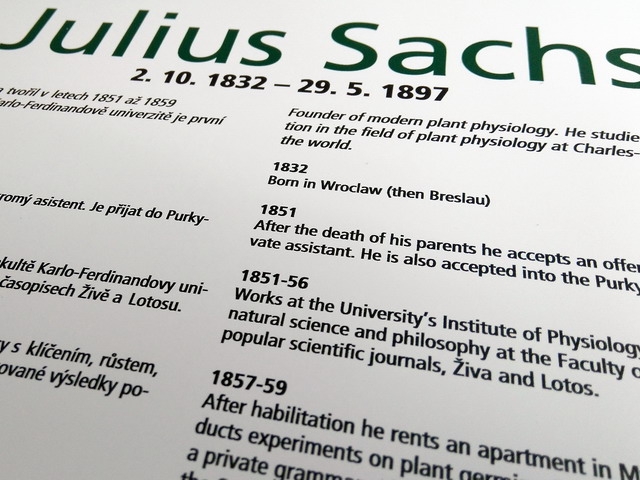 Julius Sachs
2. 10. 1832 – 29. 5. 1897
tvořil v letech 1851 až 1859
Karlo-Ferdinandově univerzitě je první
asistent. Je přijat do Purky-
Karlo-Ferdinandovy uni-
časopisech Živě a Lotosu.
s klíčením, růstem,
výsledky po-
Founder of modern plant physiology. He studie
tion in the field of plant physiology at Charles-
the world.
1832
Born in Wroclaw (then Breslau)
1851
After the death of his parents he accepts an offer
vate assistant. He is also accepted into the Purky
1851-56
Works at the University's Institute of Physiology
natural science and philosophy at the Faculty o
popular scientific journals, Živa and Lotos.
1857-59
After habilitation he rents an apartment in M
ducts experiments on plant
a private